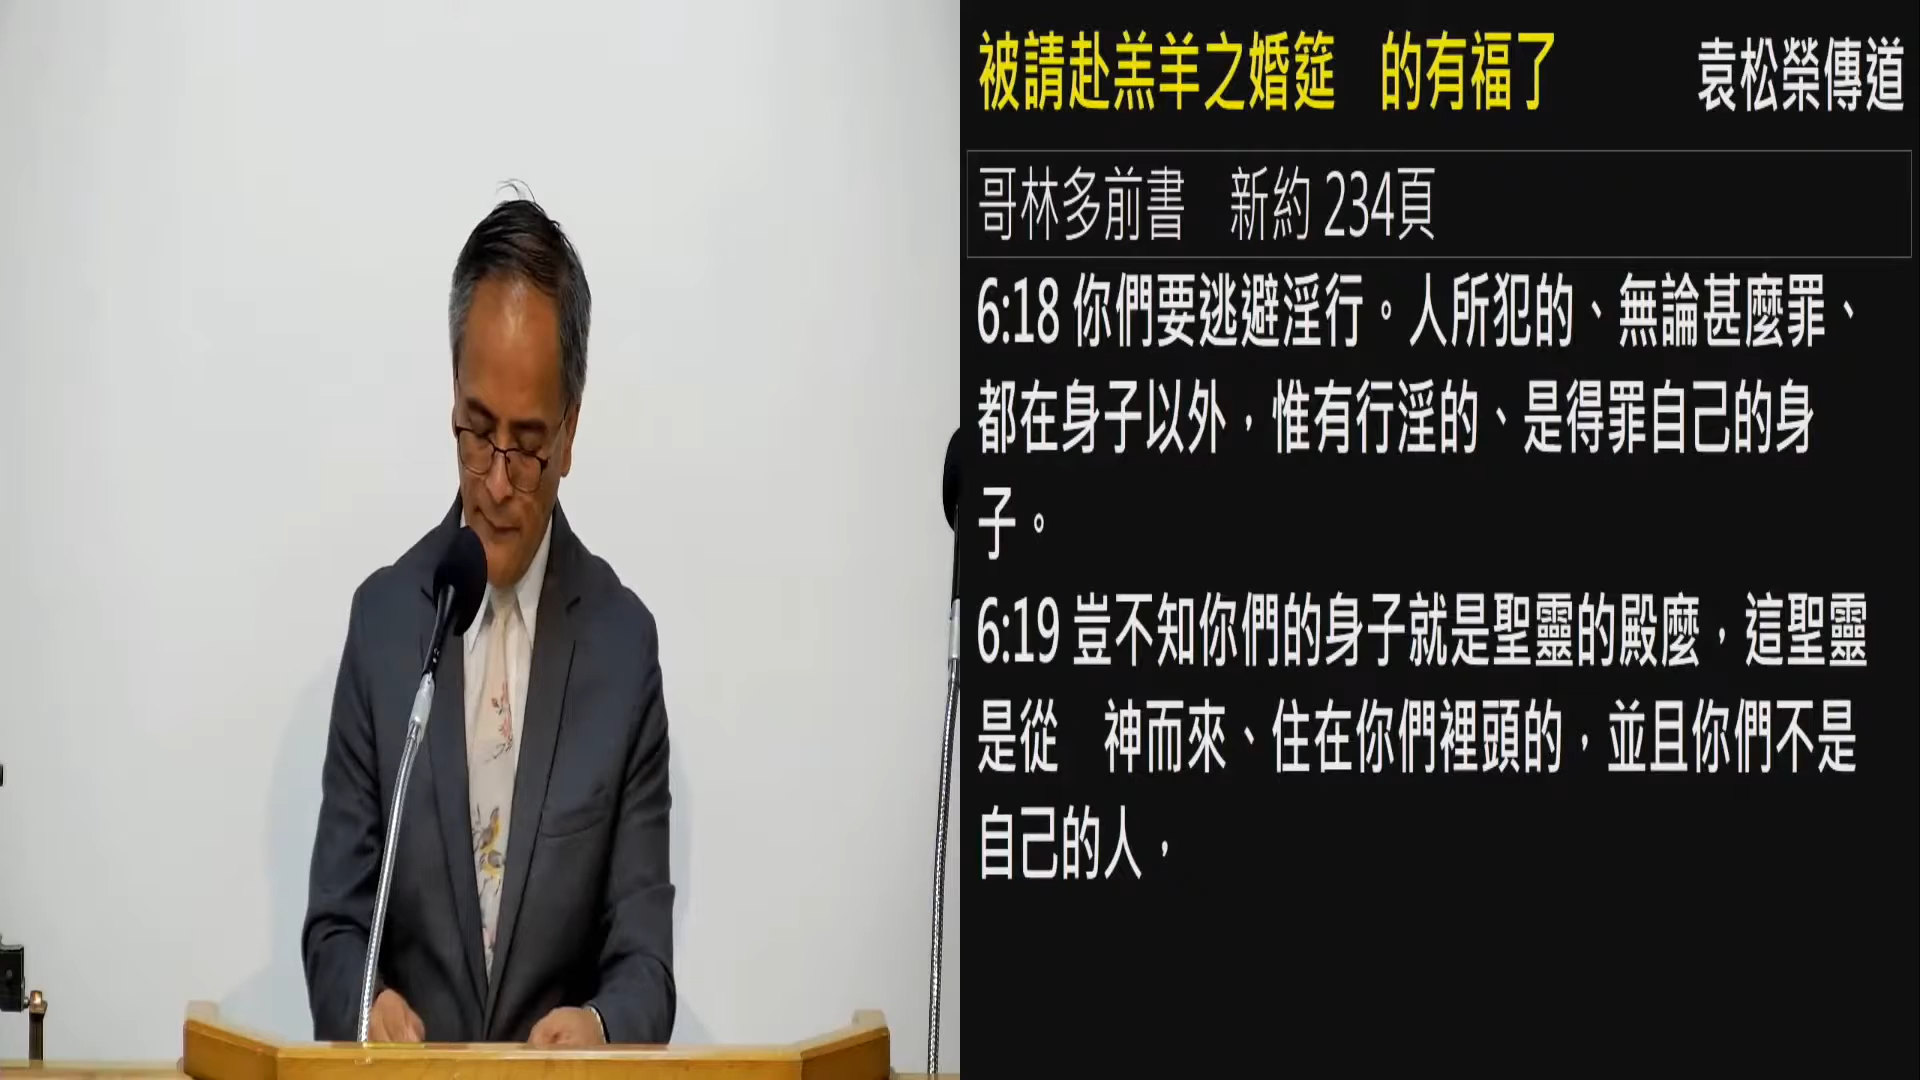 被請赴羔羊之婚筵　的有福了　袁松榮傳道
哥林多前書　新約 234頁
6:18 你們要逃避淫行。人所犯的、無論甚麼罪、
都在身子以外，惟有行淫的、是得罪自己的身
子。
6:19 豈不知你們的身子就是聖靈的殿麼，這聖靈
是從　神而來、住在你們裡頭的，並且你們不是
自己的人，